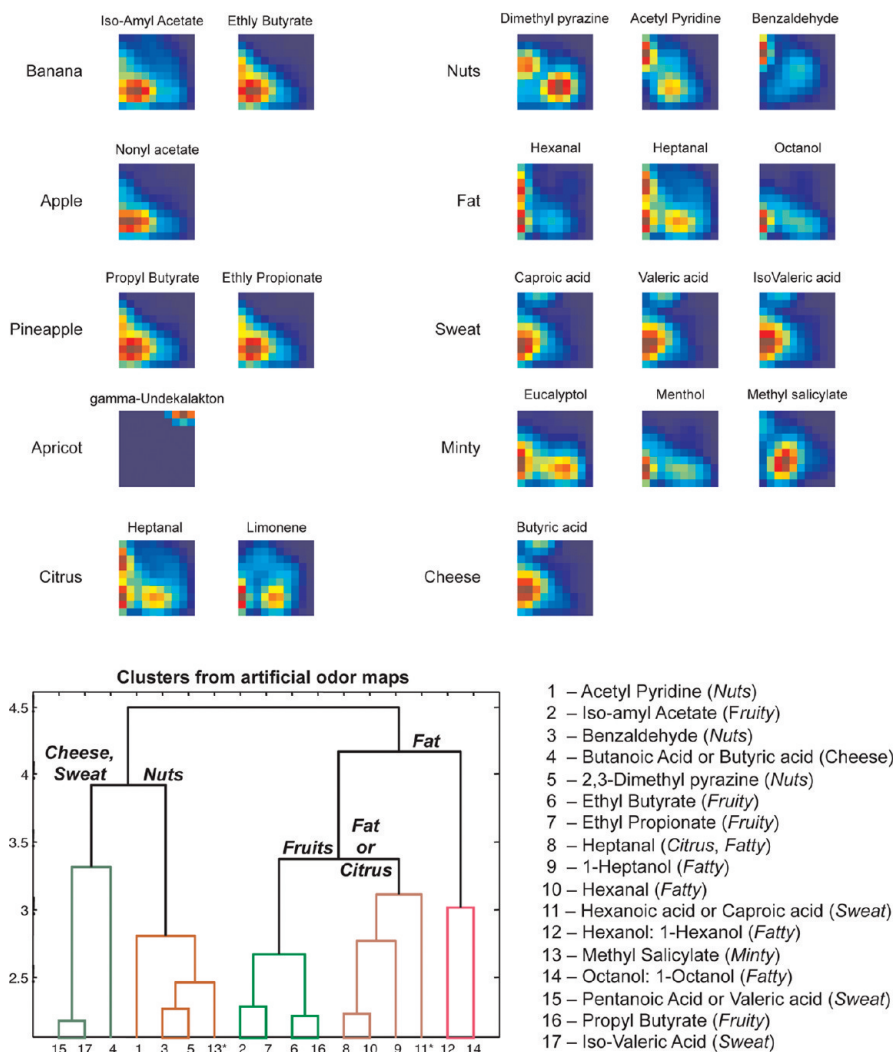 Iso-Amyl Acetate Ethly Butyrate
Banana
Nonyl acetate
Apple
Propyl Butyrate Ethly Propionate
Pineapple
gamma-Undekalakton
Apricot
Heptanal Limonene
Citrus
Dimethyl pyrazine Acetyl Pyridine Benzaldehyde
Nuts
Hexanal Heptanal Octanol
Fat
Caproic acid Valeric acid IsoValeric acid
Sweat
Eucalyptol Menthol Methyl salicylate
Minty
Butyric acid
Cheese
Clusters from artificial odor maps
4.5
4
3.5
3
2.5
Cheese,
Sweat
Nuts
Fat
Fruits
Fat
or
Citrus
15 17 4 1 3 5 13* 2 7 6 16 8 10 9 11* 12 14
1 – Acetyl Pyridine (Nuts)
2 – Iso-amyl Acetate (Fruity)
3 – Benzaldehyde (Nuts)
4 – Butanoic Acid or Butyric acid (Cheese)
5 – 2,3-Dimethyl pyrazine (Nuts)
6 – Ethyl Butyrate (Fruity)
7 – Ethyl Propionate (Fruity)
8 – Heptanal (Citrus, Fatty)
9 – 1-Heptanol (Fatty)
10 – Hexanal (Fatty)
11 – Hexanoic acid or Caproic acid (Sweat)
12 – Hexanol: 1-Hexanol (Fatty)
13 – Methyl Salicylate (Minty)
14 – Octanol: 1-Octanol (Fatty)
15 – Pentanoic Acid or Valeric acid (Sweat)
16 – Propyl Butyrate (Fruity)
17 – Iso-Valeric Acid (Sweat)